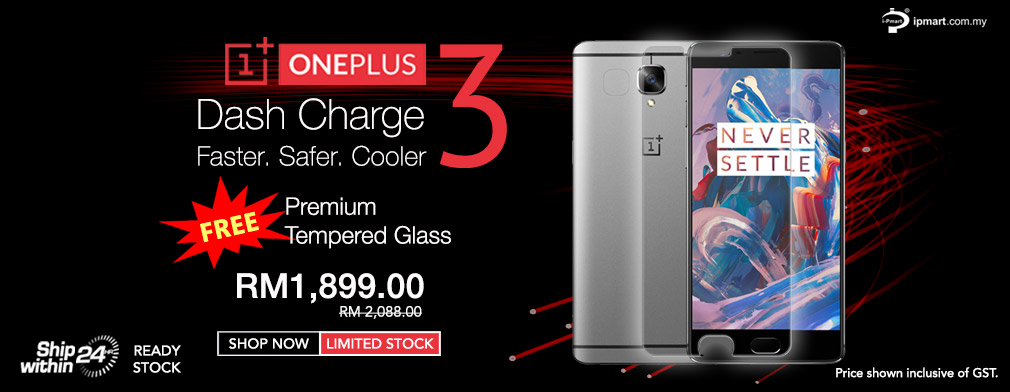 i-Pmart ipmart.com.my
1+ ONEPLUS 3
Dash Charge
Faster. Safer. Cooler
FREE
Premium
Tempered Glass
RM1,899.00
RM 2,088.00
SHOP NOW LIMITED STOCK
Ship within 24
READY
STOCK
1+
NEVER
SETTLE
Price shown inclusive of GST.